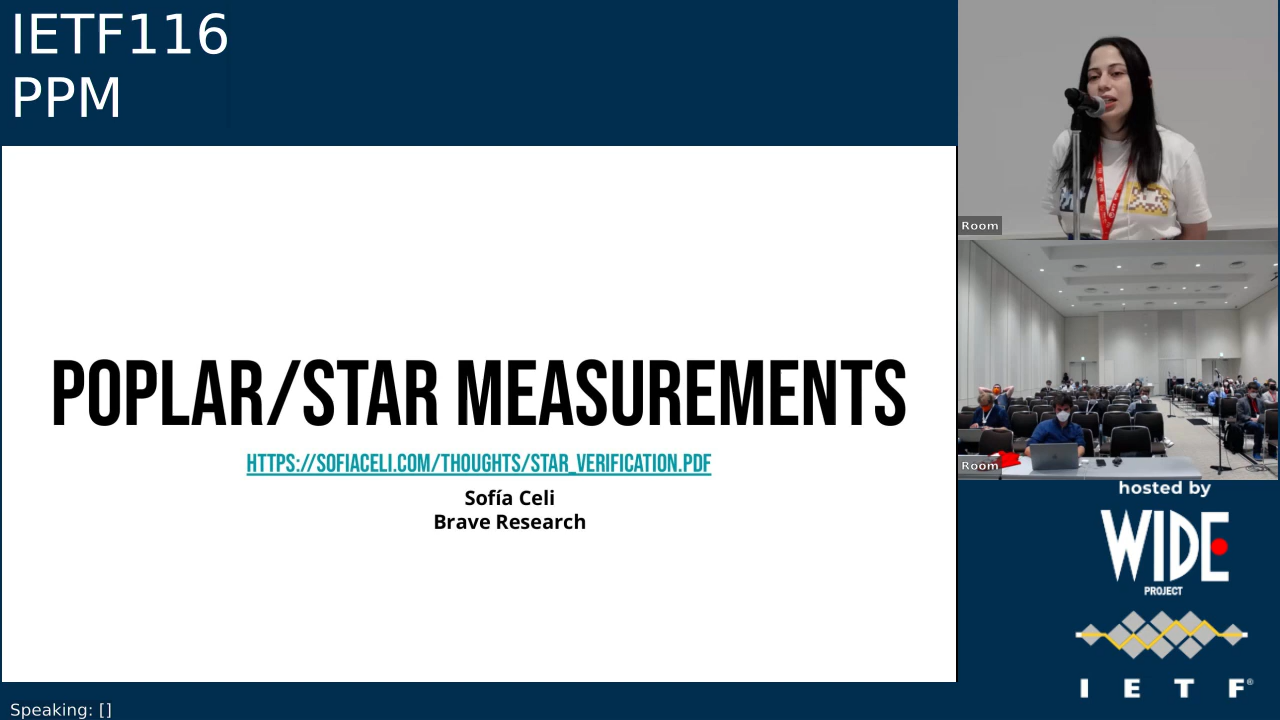 IETF116
PPM
POPLAR/STAR MEASUREMENTS
HTTPS://SOFIACELI.COM/THOUGHTS/STAR_VERIFICATION.PDF
Sofía Celi
Brave Research
Room
Room
hosted by
WIDE
PROJECT
I E T F®
Speaking: []